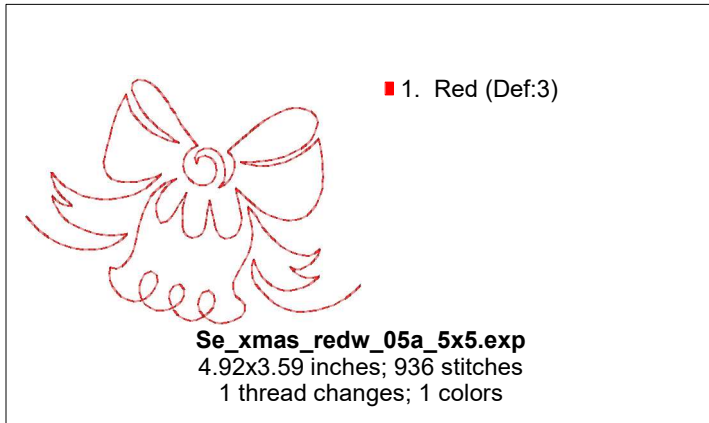 1. Red (Def:3)
Se_xmas_redw_05a_5x5.exp
4.92x3.59 inches; 936 stitches
1 thread changes; 1 colors